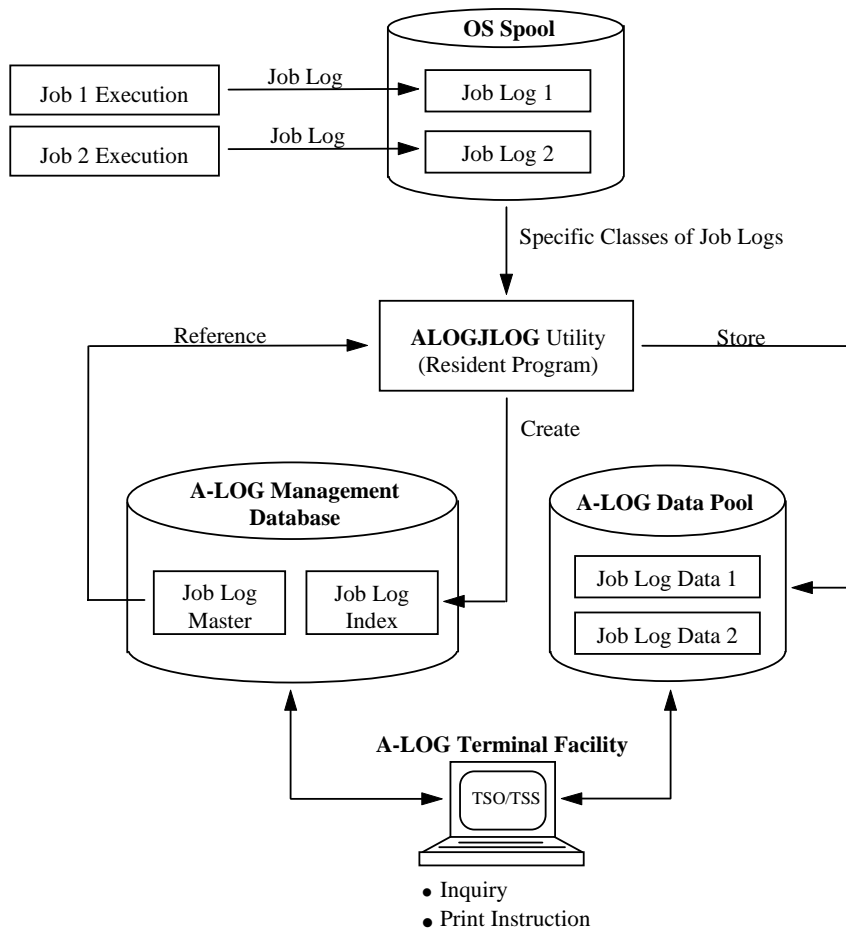 OS Spool
Job 1 Execution
Job Log
Job Log 1
Job 2 Execution
Job Log
Job Log 2
Specific Classes of Job Logs
Reference
ALOGJLOG Utility
(Resident Program)
Store
Create
A-LOG Management
Database
Job Log
Master
Job Log
Index
A-LOG Data Pool
Job Log Data 1
Job Log Data 2
A-LOG Terminal Facility
TSO/TSS
• Inquiry
• Print Instruction